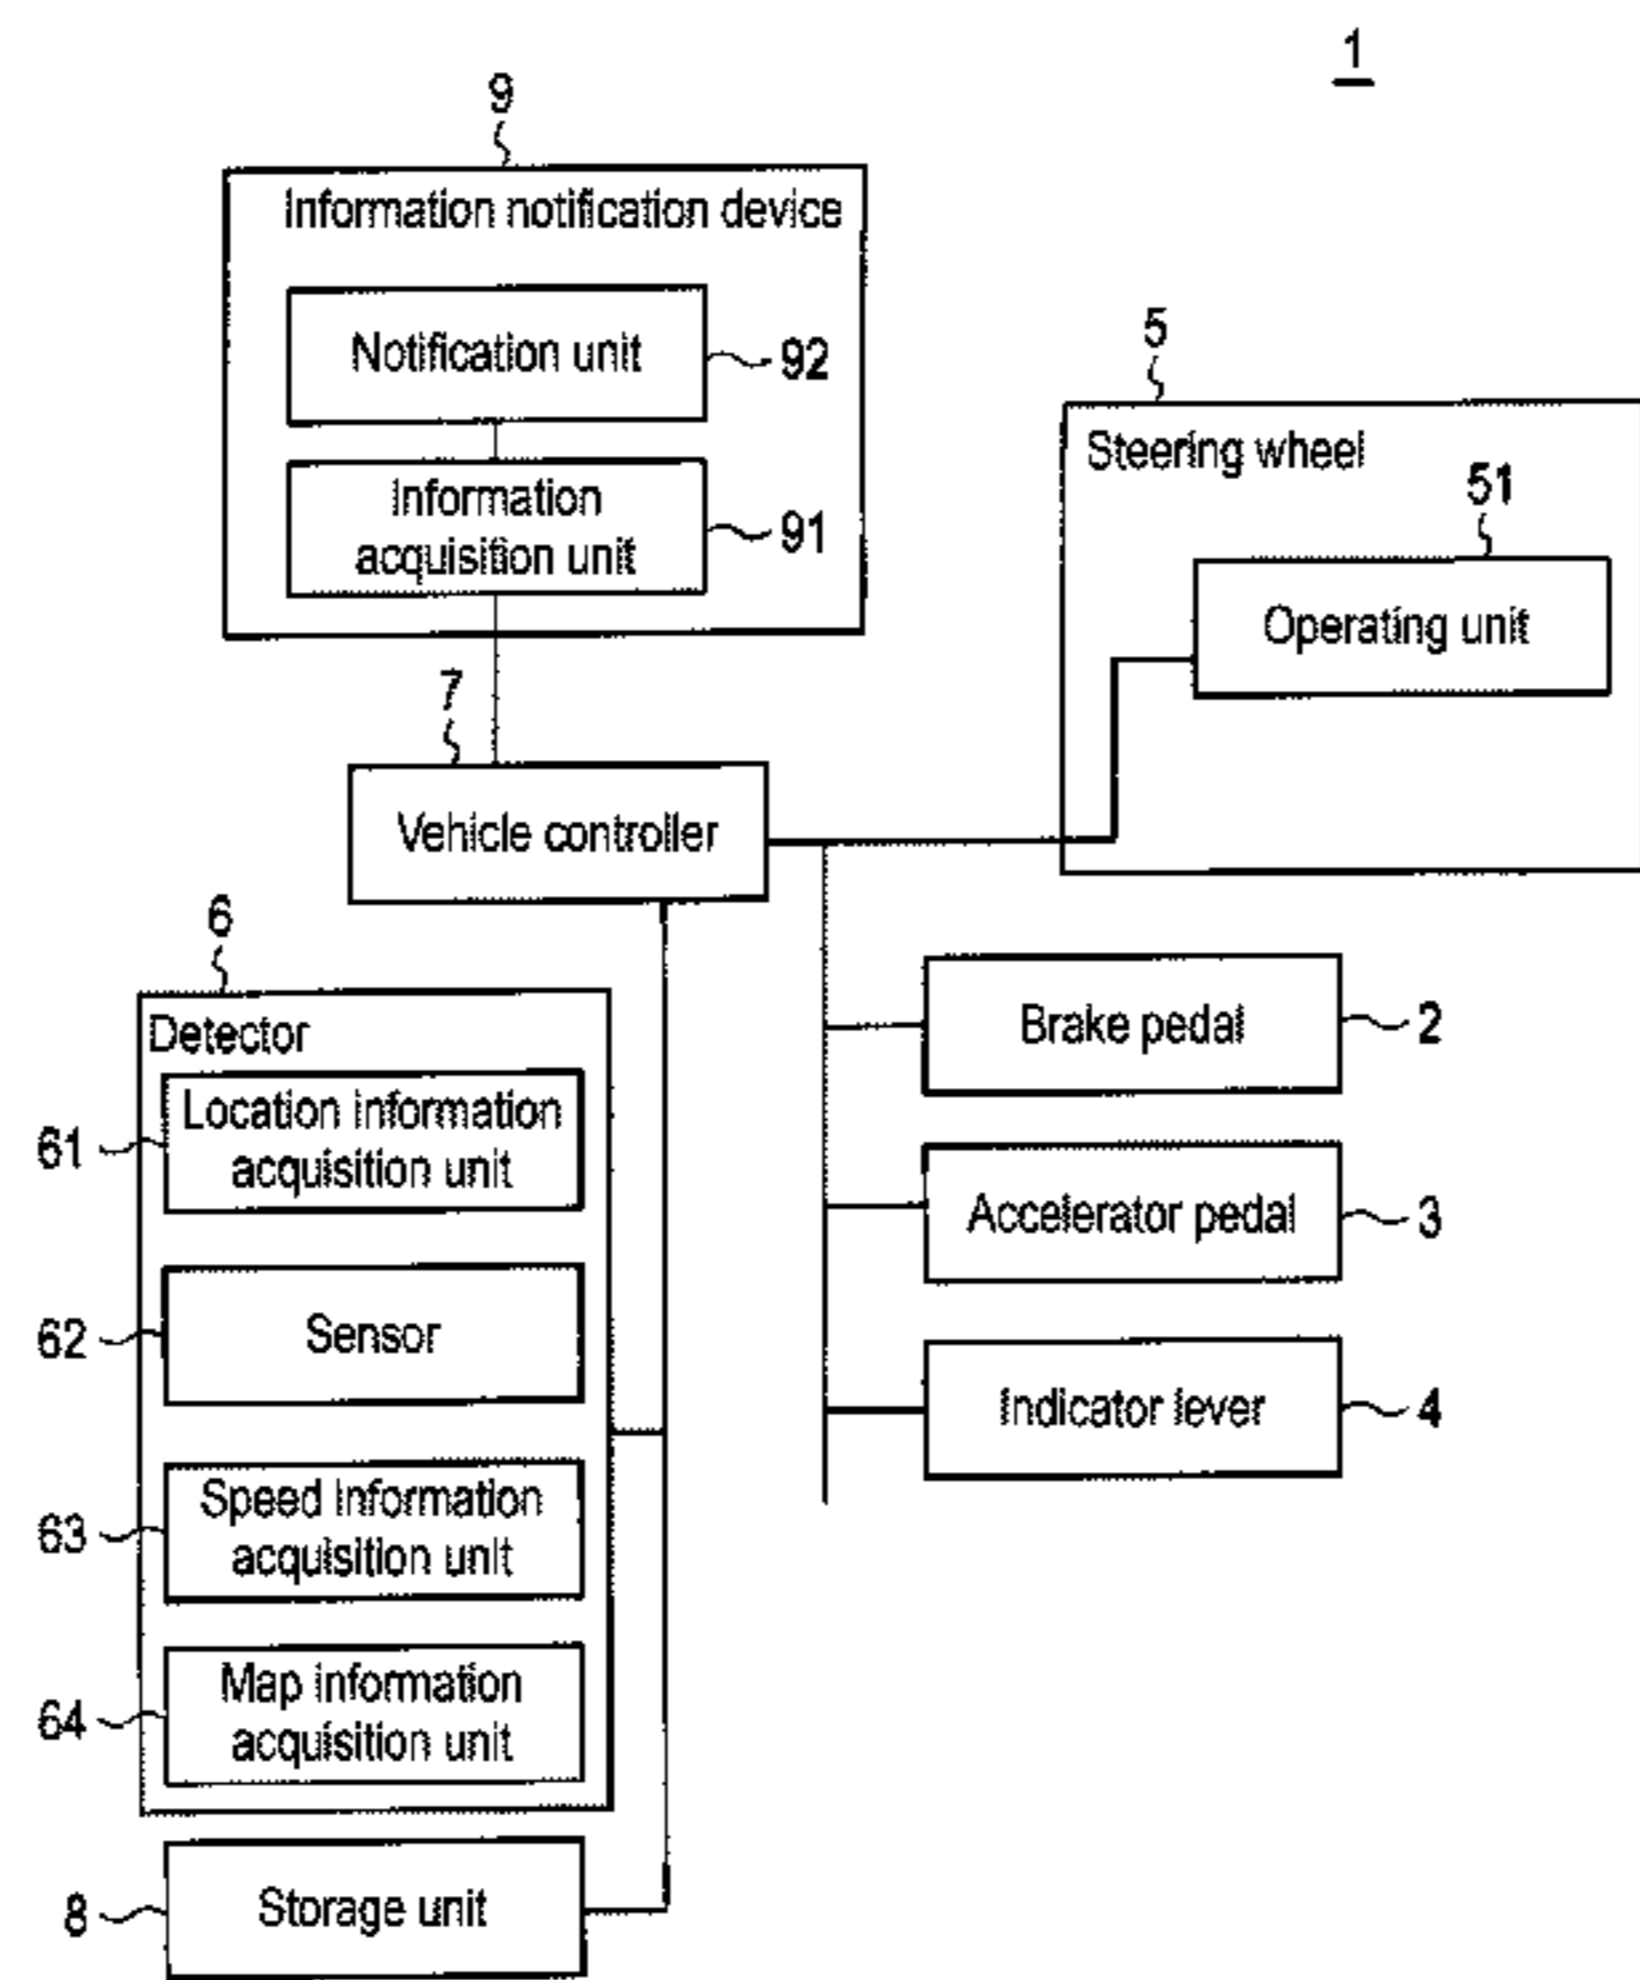 1
9
Information notification device
Notification unit
92
Information
acquisition unit
91
5
Steering wheel
51
Operating unit
7
Vehicle controller
6
Detector
Location information
acquisition unit
61
Sensor
62
Speed Information
acquisition unit
63
Map information
acquisition unit
64
Storage unit
8
Brake pedal
2
Accelerator pedal
3
Indicator lever
4